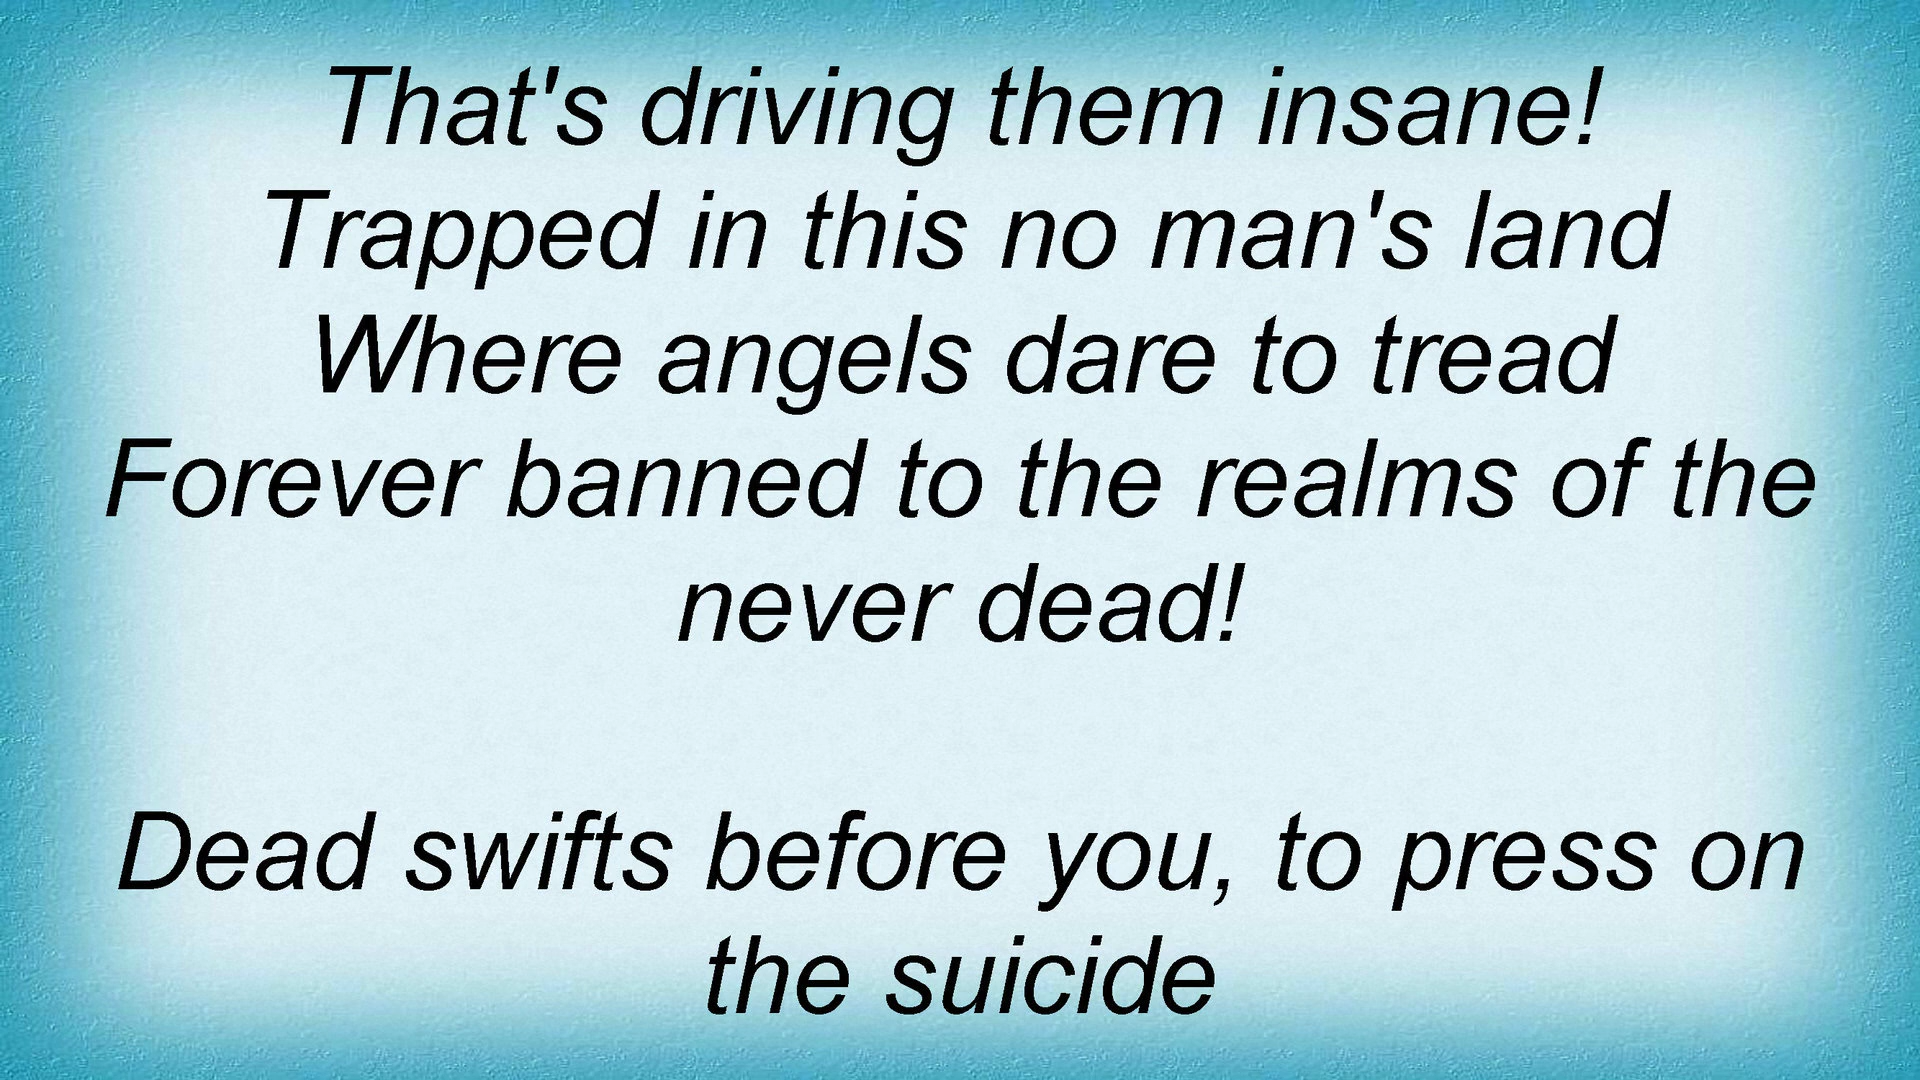 That's driving them insane!
Trapped in this no man's land
Where angels dare to tread
Forever banned to the realms of the
never dead!
Dead swifts before you, to press on
the suicide